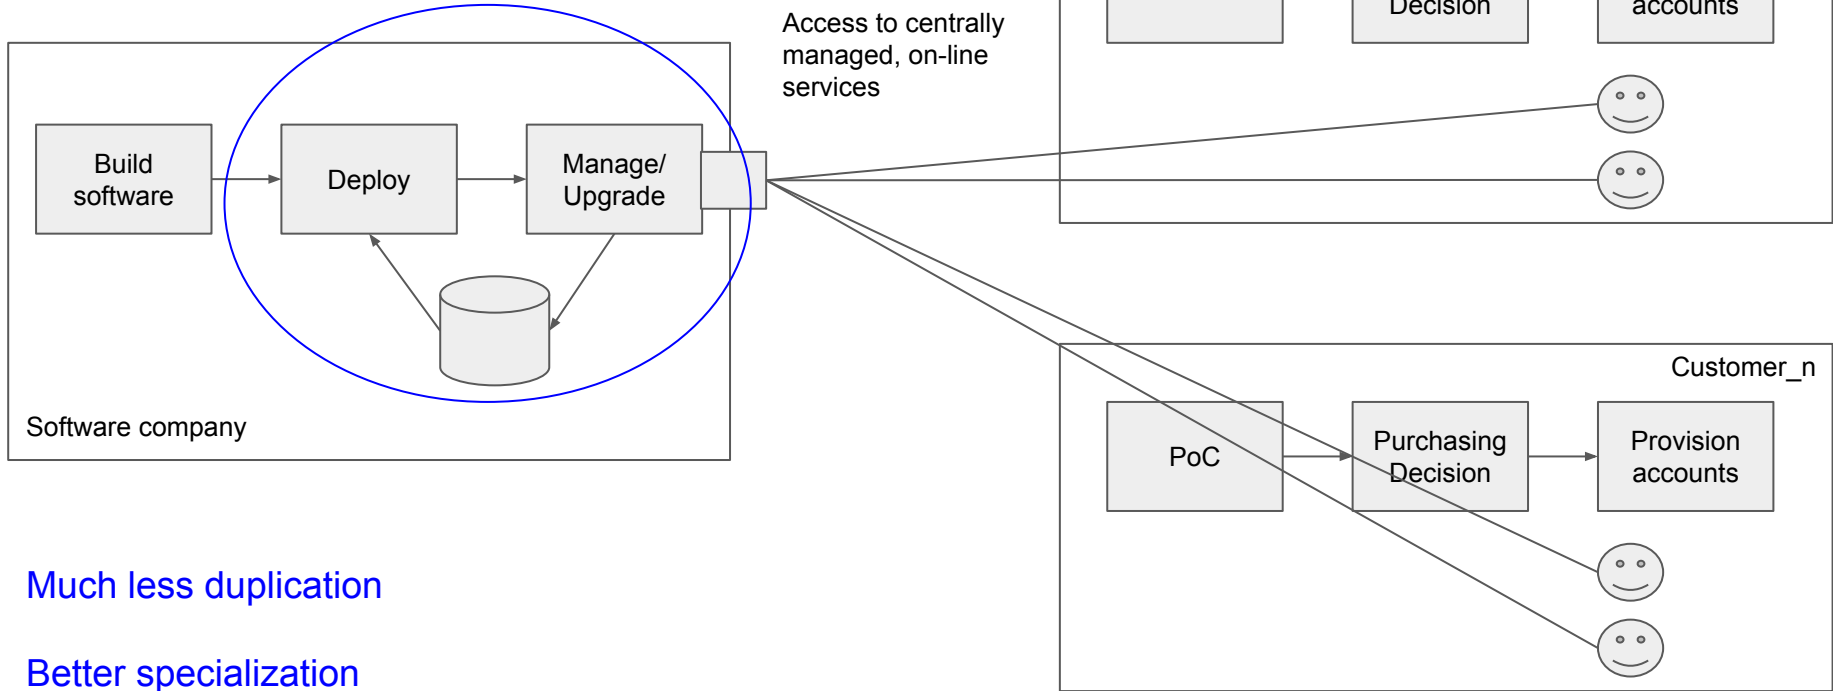 Access to centrally
managed, on-line
services
Decision
accounts
Build
software
Deploy
Manage/
Upgrade
Software company
Customer_n
PoC
Purchasing
Decision
Provision
accounts
Much less duplication
Better specialization